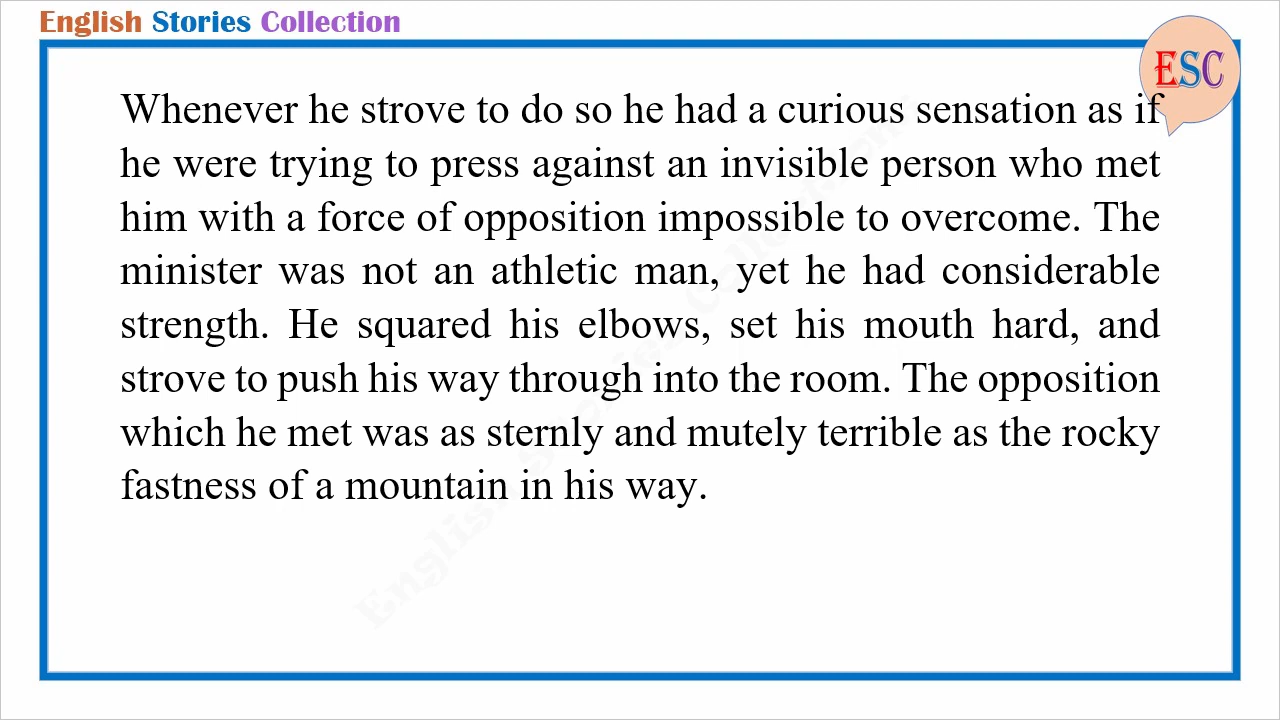 English Stories Collection
ESC
Whenever he strove to do so he had a curious sensation as if
he were trying to press against an invisible person who met
him with a force of opposition impossible to overcome. The
minister was not an athletic man, yet he had considerable
strength. He squared his elbows, set his mouth hard, and
strove to push his way through into the room. The opposition
which he met was as sternly and mutely terrible as the rocky
fastness of a mountain in his way.
English Stories Collection